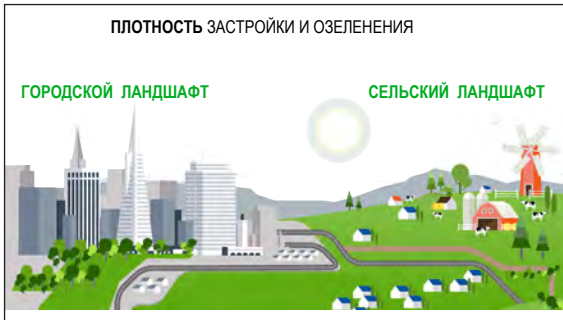 ПЛОТНОСТЬ ЗАСТРОЙКИ И ОЗЕЛЕНЕНИЯ
ГОРОДСКОЙ ЛАНДШАФТ
СЕЛЬСКИЙ ЛАНДШАФТ